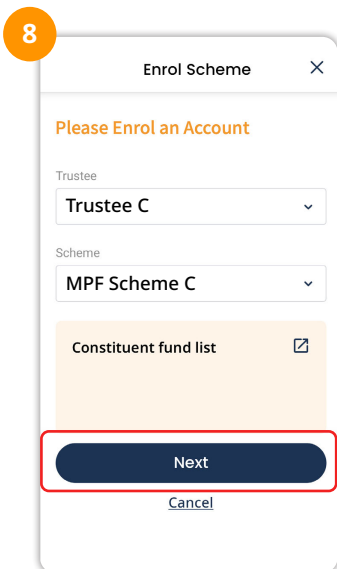 8
Enrol Scheme
Please Enrol an Account
Trustee
Trustee C
Scheme
MPF Scheme C
Constituent fund list
Next
Cancel